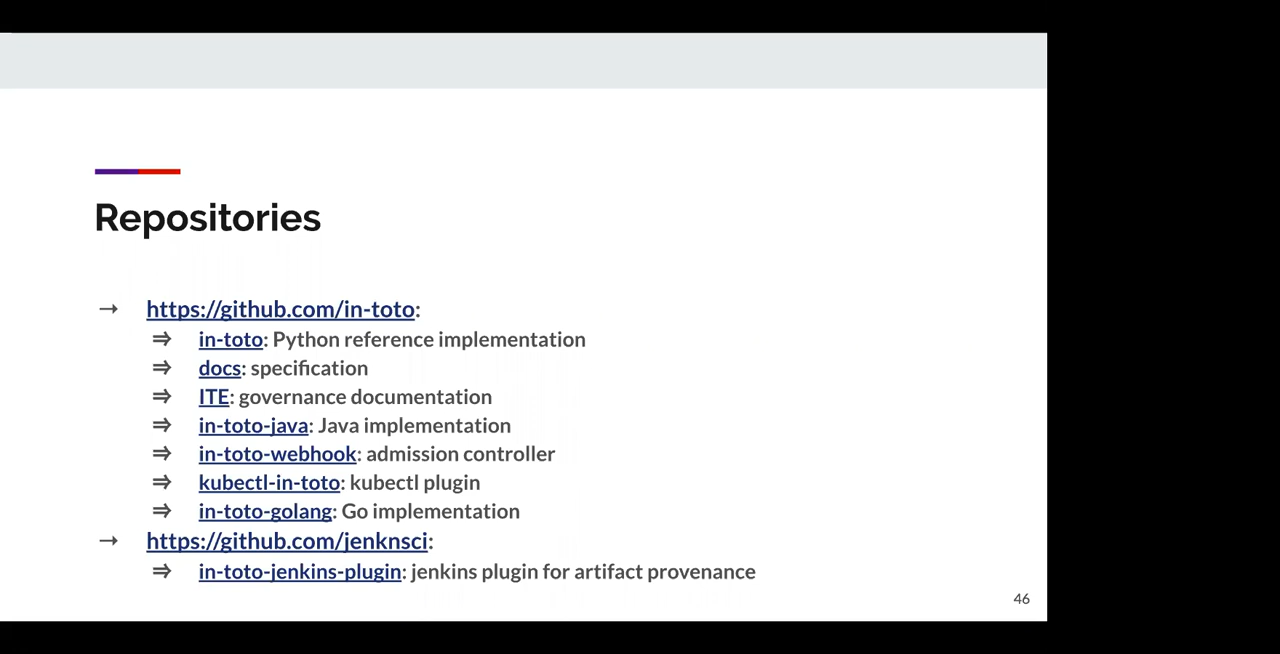 Repositories
→ https://github.com/in-toto:
⇒ in-toto: Python reference implementation
⇒ docs: specification
⇒ ITE: governance documentation
⇒ in-toto-java: Java implementation
⇒ in-toto-webhook: admission controller
⇒ kubectl-in-toto: kubectl plugin
⇒ in-toto-golang: Go implementation
→ https://github.com/jenknsci:
⇒ in-toto-jenkins-plugin: jenkins plugin for artifact provenance
46